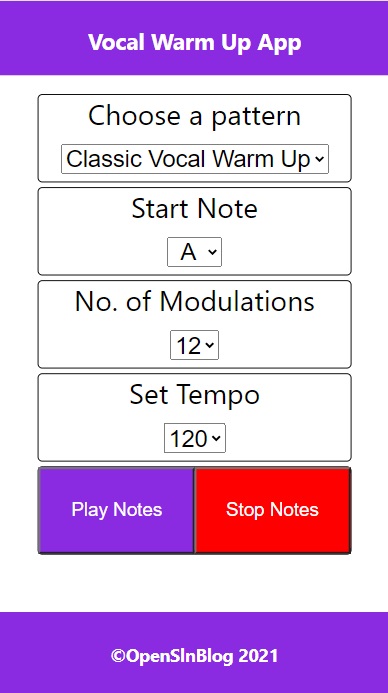 Vocal Warm Up App
Choose a pattern
Classic Vocal Warm Up
Start Note
A
No. of Modulations
12
Set Tempo
120
Play Notes
Stop Notes
©OpenSlnBlog 2021